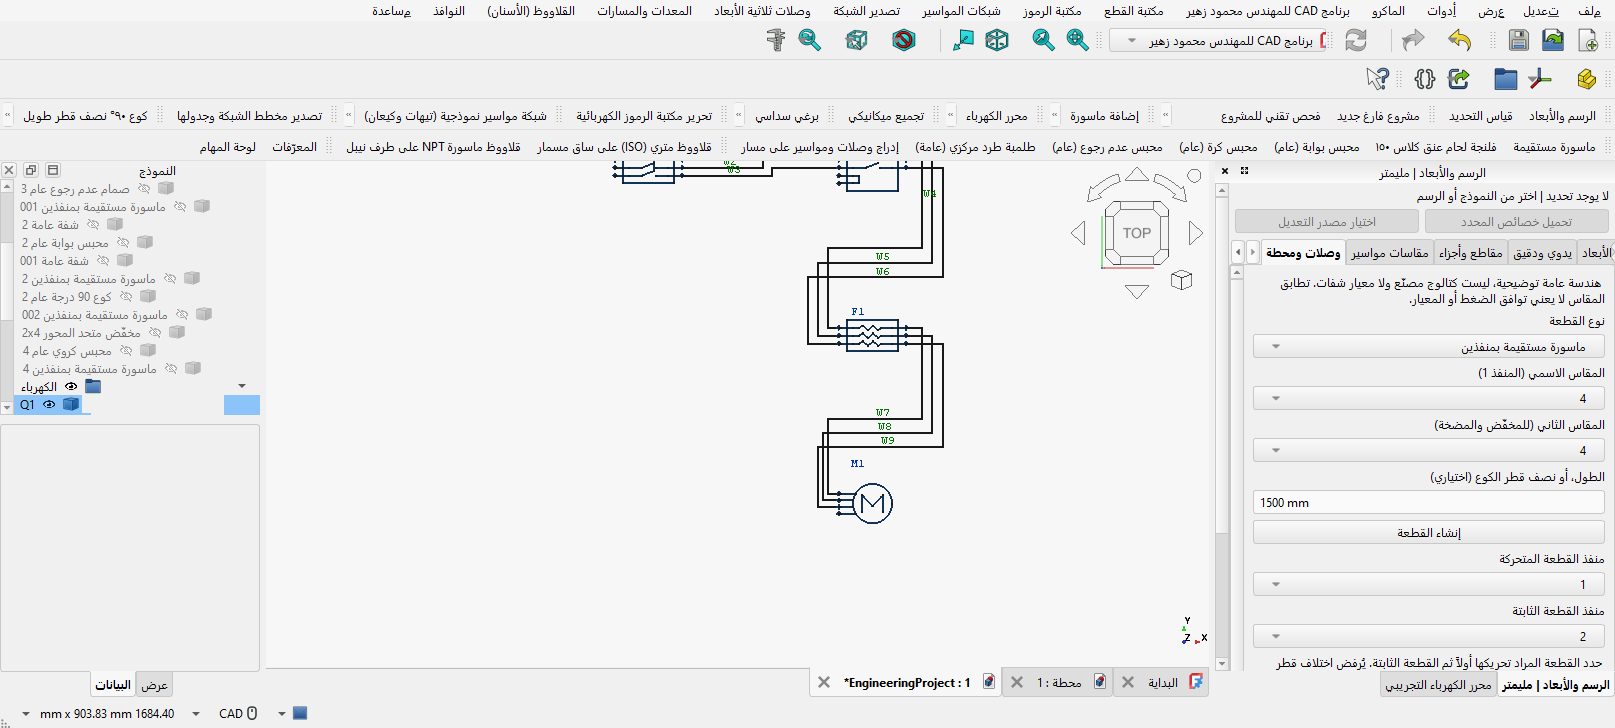 ملف تعديل عرض أدوات الماكرو برنامج CAD للمهندس محمود زهير مكتبة القطع مكتبة الرموز شبكات المواسير تصدير الشبكة وصلات ثلاثية الأبعاد المعدات والمسارات القلاووظ (الأسنان) النوافذ مساعدة
برنامج CAD للمهندس محمود زهير
الرسم والأبعاد قياس التحديد مشروع فارغ جديد فحص تقني للمشروع » إضافة ماسورة » محرر الكهرباء » تجميع ميكانيكي » برغي سداسي » تحرير مكتبة الرموز الكهربائية شبكة مواسير نموذجية (تيهات وكيعان) » تصدير مخطط الشبكة وجدولها كوع ٩٠° نصف قطر طويل »
ماسورة مستقيمة فلنجة لحام عنق كلاس ١٥٠ محبس بوابة (عام) محبس كرة (عام) محبس عدم رجوع (عام) طلمبة طرد مركزي (عامة) إدراج وصلات ومواسير على مسار قلاووظ متري (ISO) على ساق مسمار قلاووظ ماسورة NPT على طرف نيبل المعرّفات لوحة المهام
الرسم والأبعاد | مليمتر
لا يوجد تحديد | اختر من النموذج أو الرسم
تحميل خصائص المحدد
اختيار مصدر التعديل
الأبعاد
يدوي ودقيق
مقاطع وأجزاء
مقاسات مواسير
وصلات ومحطة
هندسة عامة توضيحية، ليست كتالوج مصنّع ولا معيار شفات. تطابق
المقاس لا يعني توافق الضغط أو المعيار.
نوع القطعة
ماسورة مستقيمة بمنفذين
المقاس الاسمي (المنفذ 1)
4
المقاس الثاني (للمخفّض والمضخة)
4
الطول، أو نصف قطر الكوع (اختياري)
1500 mm
إنشاء القطعة
منفذ القطعة المتحركة
1
منفذ القطعة الثابتة
2
حدد القطعة المراد تحريكها أولاً ثم القطعة الثابتة. يُرفض اختلاف قطر
الرسم والأبعاد | مليمتر
محرر الكهرباء التجريبي
W3
W4
W5
W6
F1
W7
W8
W9
M1
M
TOP
Y
Z
X
النموذج
صمام عدم رجوع عام 3
ماسورة مستقيمة بمنفذين 001
شفة عامة 2
محبس بوابة عام 2
شفة عامة 001
ماسورة مستقيمة بمنفذين 2
كوع 90 درجة عام 2
ماسورة مستقيمة بمنفذين 002
مخفّض متحد المحور 2x4
محبس كروي عام 4
ماسورة مستقيمة بمنفذين 4
الكهرباء
Q1
عرض
البيانات
البداية
محطة : 1
EngineeringProject : 1*
CAD
1684.40 mm x 903.83 mm